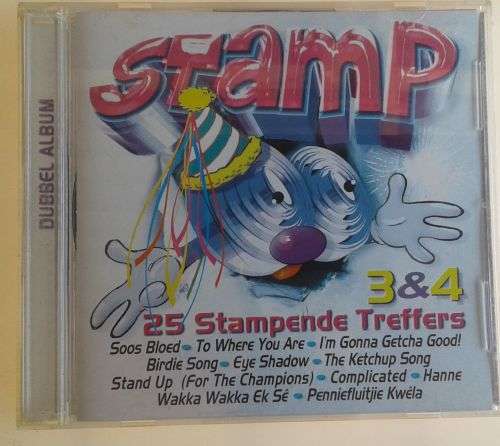 DUBBEL ALBUM
STAMP
3&4
25 Stampende Treffers
Soos Bloed • To Where You Are • I'm Gonna Getcha Good!
Birdie Song • Eye Shadow • The Ketchup Song
Stand Up (For The Champions) • Complicated • Hanne
Wakka Wakka Ek Sé • Penniefluitjie Kwéla